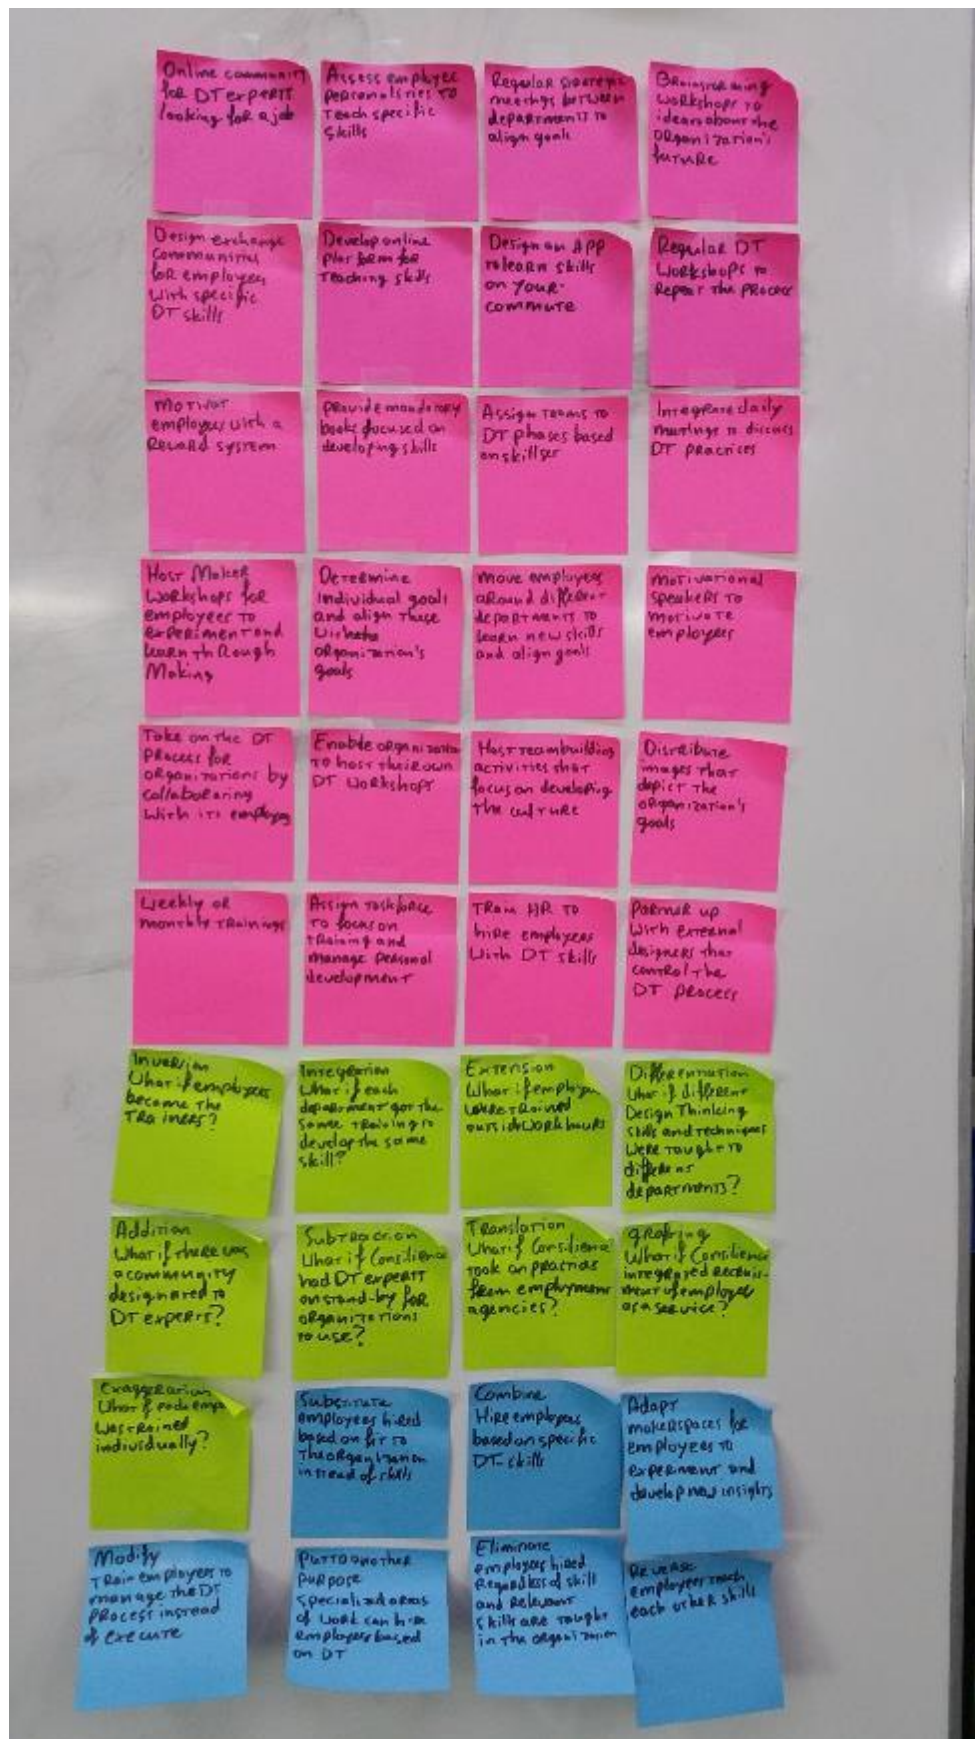 Online communit
for DT experts
looking for a job
Assess employee
personalities to
teach specific
skills
Regular strategic
meetings between
departments to
align goals
Brainstorming
workshops to
ideate about the
organization's
future
Design exchange
communities
for employees
with specific
DT skills
Develop online
platform for
teaching skills
Design an APP
to learn skills
on your
commute
Regular DT
workshops to
repeat the process
Motivat
employees with a
reward system
provide mandatory
books focused on
developing skills
Assign teams to
DT phases based
on skillset
Integrate daily
meetings to discuss
DT practices
Host Maker
workshops for
employees to
experiment and
learn through
Making
Determine
individual goals
and align these
with the
organization's
goals
move employees
around different
departments to
learn new skills
and align goals
motivational
speakers to
motivate
employees
Take on the DT
process for
organizations by
collaborating
with its employes
Enable organization
to host their own
DT workshops
Host teambuilding
activities that
focus on developing
the culture
Distribute
images that
depict the
organization's
goals
Weekly or
monthly trainings
Assign taskforce
to focus on
training and
manage personal
development
Train HR to
hire employees
with DT skills
Partner up
with external
designers that
control the
DT process
Inversion
What if employees
become the
trainers?
Integration
What if each
department got the
same training to
develop the same
skill?
Extension
What if employees
were trained
outside work hours
Differentiation
What if different
Design Thinking
skills and techniques
were taught to
different
departments?
Addition
What if there was
a community
designated to
DT experts?
Subtraction
What if Consilience
had DT experts
on stand-by for
organizations
to use?
Translation
What if Consilience
took on practices
from employment
agencies?
grafting
What if Consilience
integrated recruit-
ment of employees
as a service?
Exaggeration
What if each emp
was trained
individually?
Substitute
employees hired
based on fit to
the organization
instead of skills
Combine
Hire employees
based on specific
DT-skills
Adapt
makerspaces for
employees to
experiment and
develop new insights
Modify
Train employees to
manage the DT
process instead
of execute
Put to another
purpose
specialized areas
of work can hire
employees based
on DT
Eliminate
employees hired
regardless of skill
and relevant
skills are taught
in the organization
Reverse
employees teach
each other skills